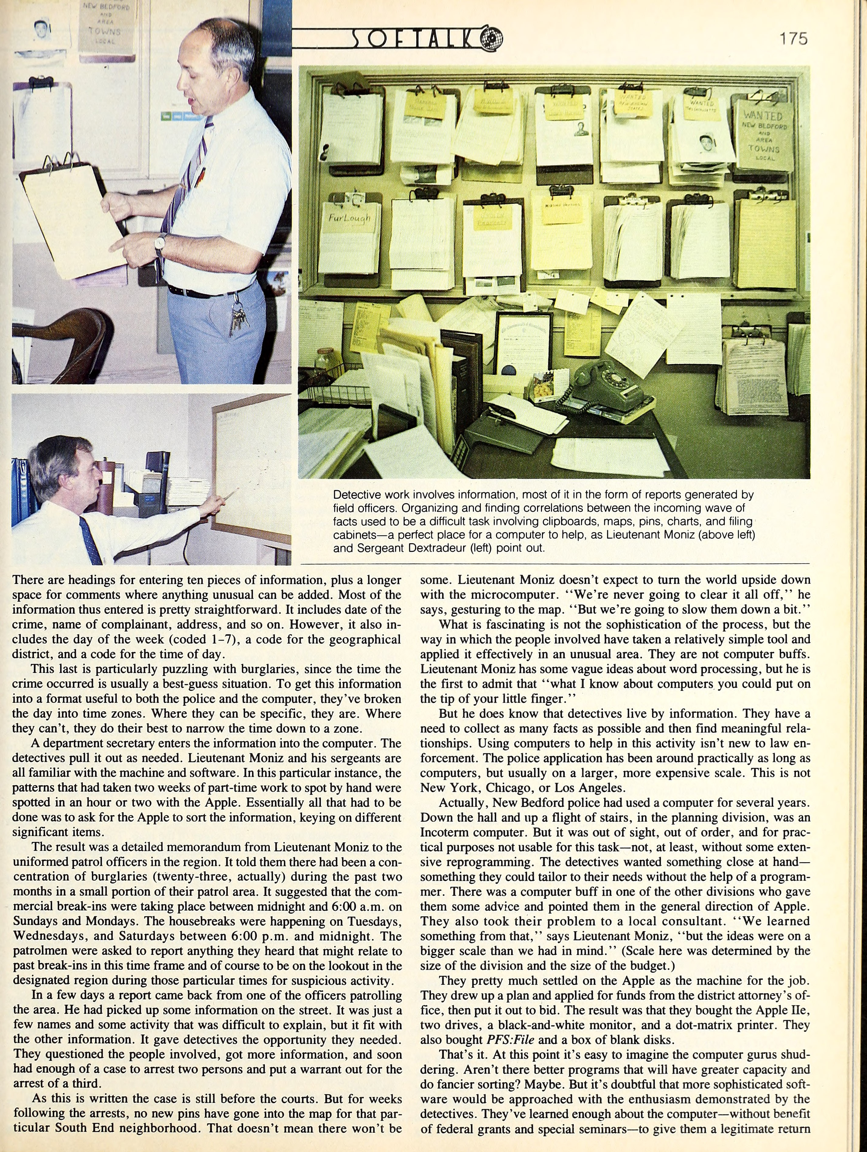 NEW BEDFORD
AND
AREA
TOWNS
LOCAL
SOFTALK
175
WANTED
WANTED
NEW BEDFORD
AND
AREA
TOWNS
LOCAL
FurLough
Detective work involves information, most of it in the form of reports generated by
field officers. Organizing and finding correlations between the incoming wave of
facts used to be a difficult task involving clipboards, maps, pins, charts, and filing
cabinets—a perfect place for a computer to help, as Lieutenant Moniz (above left)
and Sergeant Dextradeur (left) point out.
There are headings for entering ten pieces of information, plus a longer
space for comments where anything unusual can be added. Most of the
information thus entered is pretty straightforward. It includes date of the
crime, name of complainant, address, and so on. However, it also in-
cludes the day of the week (coded 1–7), a code for the geographical
district, and a code for the time of day.
This last is particularly puzzling with burglaries, since the time the
crime occurred is usually a best-guess situation. To get this information
into a format useful to both the police and the computer, they've broken
the day into time zones. Where they can be specific, they are. Where
they can't, they do their best to narrow the time down to a zone.
A department secretary enters the information into the computer. The
detectives pull it out as needed. Lieutenant Moniz and his sergeants are
all familiar with the machine and software. In this particular instance, the
patterns that had taken two weeks of part-time work to spot by hand were
spotted in an hour or two with the Apple. Essentially all that had to be
done was to ask for the Apple to sort the information, keying on different
significant items.
The result was a detailed memorandum from Lieutenant Moniz to the
uniformed patrol officers in the region. It told them there had been a con-
centration of burglaries (twenty-three, actually) during the past two
months in a small portion of their patrol area. It suggested that the com-
mercial break-ins were taking place between midnight and 6:00 a.m. on
Sundays and Mondays. The housebreaks were happening on Tuesdays,
Wednesdays, and Saturdays between 6:00 p.m. and midnight. The
patrolmen were asked to report anything they heard that might relate to
past break-ins in this time frame and of course to be on the lookout in the
designated region during those particular times for suspicious activity.
In a few days a report came back from one of the officers patrolling
the area. He had picked up some information on the street. It was just a
few names and some activity that was difficult to explain, but it fit with
the other information. It gave detectives the opportunity they needed.
They questioned the people involved, got more information, and soon
had enough of a case to arrest two persons and put a warrant out for the
arrest of a third.
As this is written the case is still before the courts. But for weeks
following the arrests, no new pins have gone into the map for that par-
ticular South End neighborhood. That doesn't mean there won't be
some. Lieutenant Moniz doesn't expect to turn the world upside down
with the microcomputer. "We're never going to clear it all off," he
says, gesturing to the map. "But we're going to slow them down a bit."
What is fascinating is not the sophistication of the process, but the
way in which the people involved have taken a relatively simple tool and
applied it effectively in an unusual area. They are not computer buffs.
Lieutenant Moniz has some vague ideas about word processing, but he is
the first to admit that "what I know about computers you could put on
the tip of your little finger."
But he does know that detectives live by information. They have a
need to collect as many facts as possible and then find meaningful rela-
tionships. Using computers to help in this activity isn't new to law en-
forcement. The police application has been around practically as long as
computers, but usually on a larger, more expensive scale. This is not
New York, Chicago, or Los Angeles.
Actually, New Bedford police had used a computer for several years.
Down the hall and up a flight of stairs, in the planning division, was an
Incoterm computer. But it was out of sight, out of order, and for prac-
tical purposes not usable for this task—not, at least, without some exten-
sive reprogramming. The detectives wanted something close at hand—
something they could tailor to their needs without the help of a program-
mer. There was a computer buff in one of the other divisions who gave
them some advice and pointed them in the general direction of Apple.
They also took their problem to a local consultant. "We learned
something from that," says Lieutenant Moniz, "but the ideas were on a
bigger scale than we had in mind." (Scale here was determined by the
size of the division and the size of the budget.)
They pretty much settled on the Apple as the machine for the job.
They drew up a plan and applied for funds from the district attorney's of-
fice, then put it out to bid. The result was that they bought the Apple IIe,
two drives, a black-and-white monitor, and a dot-matrix printer. They
also bought PFS:File and a box of blank disks.
That's it. At this point it's easy to imagine the computer gurus shud-
dering. Aren't there better programs that will have greater capacity and
do fancier sorting? Maybe. But it's doubtful that more sophisticated soft-
ware would be approached with the enthusiasm demonstrated by the
detectives. They've learned enough about the computer—without benefit
of federal grants and special seminars—to give them a legitimate return